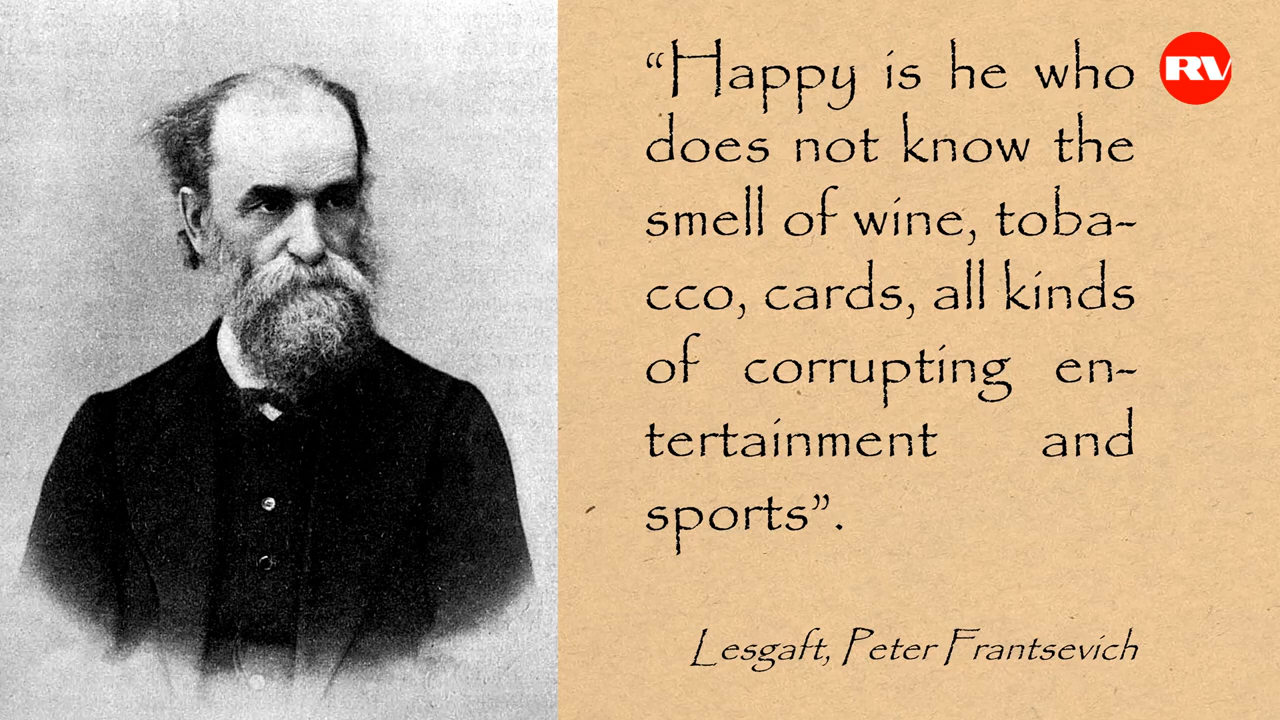 “Happy is he who
does not know the
smell of wine, toba-
cco, cards, all kinds
of corrupting en-
tertainment and
sports”.
Lesgaft, Peter Frantsevich
RV